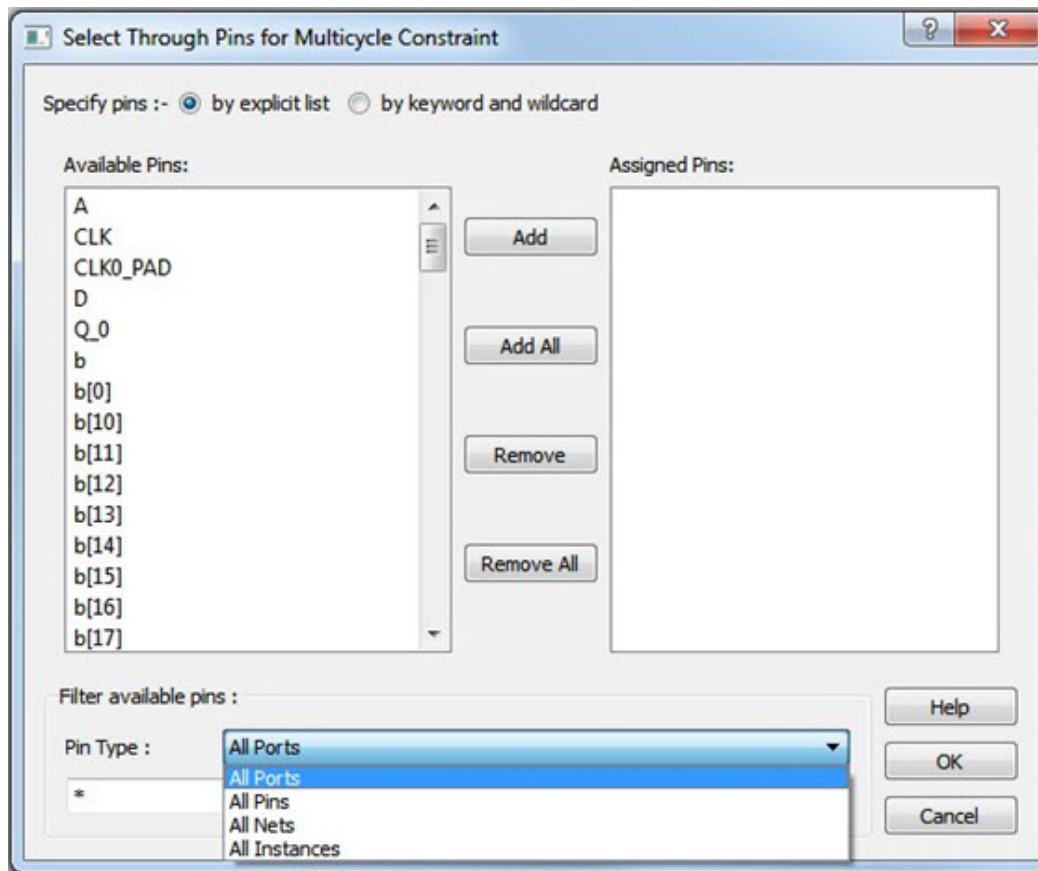 Select Through Pins for Multicycle Constraint
Specify pins :- by explicit list by keyword and wildcard
Available Pins:
Assigned Pins:
A
CLK
CLK0_PAD
D
Q_0
b
b[0]
b[10]
b[11]
b[12]
b[13]
b[14]
b[15]
b[16]
b[17]
Add
Add All
Remove
Remove All
Filter available pins :
Pin Type : All Ports
*
All Ports
All Pins
All Nets
All Instances
Help
OK
Cancel